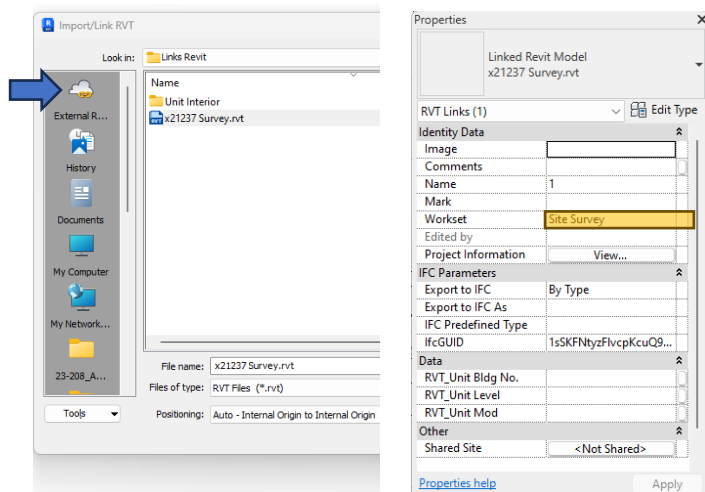 Import/Link RVT
Look in: Links Revit
Name
Unit Interior
x21237 Survey.rvt
External R...
History
Documents
My Computer
My Network...
23-208_A...
File name: x21237 Survey.rvt
Files of type: RVT Files (*.rvt)
Tools
Positioning: Auto - Internal Origin to Internal Origin
Properties
Linked Revit Model
x21237 Survey.rvt
RVT Links (1)
Edit Type
Identity Data
Image
Comments
Name 1
Mark
Workset Site Survey
Edited by
Project Information View...
IFC Parameters
Export to IFC By Type
Export to IFC As
IFC Predefined Type
IfcGUID 1sSKFNtyzFlvcpKcuQ9...
Data
RVT_Unit Bldg No.
RVT_Unit Level
RVT_Unit Mod
Other
Shared Site <Not Shared>
Properties help
Apply